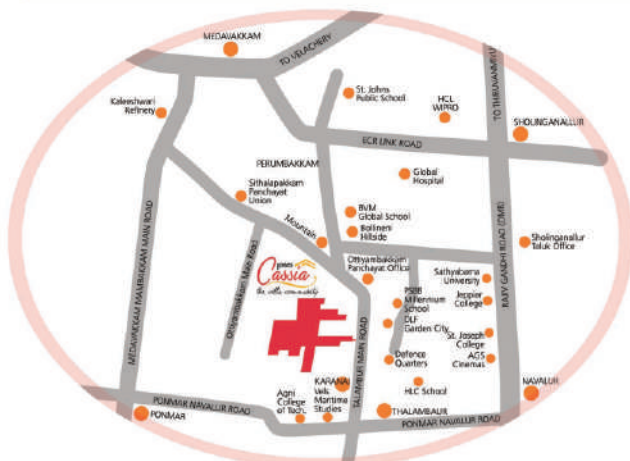 MEDAVAKKAM
TO VELACHERY
TO THIRUVANMIYUR
Kaleeshwari
Refinery
St. Johns
Public School
HCL
WIPRO
SHOLINGANALLUR
ECR LINK ROAD
PERUMBAKKAM
Global
Hospital
Sithalapakkam
Panchayat
Union
BVM
Global School
Bollineni
Hillside
Mountain
Sholinganallur
Taluk Office
MEDAVAKKAM MAMBAKKAM MAIN ROAD
Ottiyambakkam Main Road
Cassia
the villa community
Ottiyambakkam
Panchayat Office
RAJIV GANDHI ROAD (OMR)
Sathyabama
University
PSBB
Millennium
School
Jeppier
College
DLF
Garden City
St. Joseph
College
AGS
Cinemas
TALAMBUR MAIN ROAD
Defence
Quarters
KARANAI
Vels
Maritime
Studies
Agni
College
of Tech.
HLC School
NAVALUR
PONMAR
PONMAR NAVALUR ROAD
THALAMBAUR
PONMAR NAVALUR ROAD